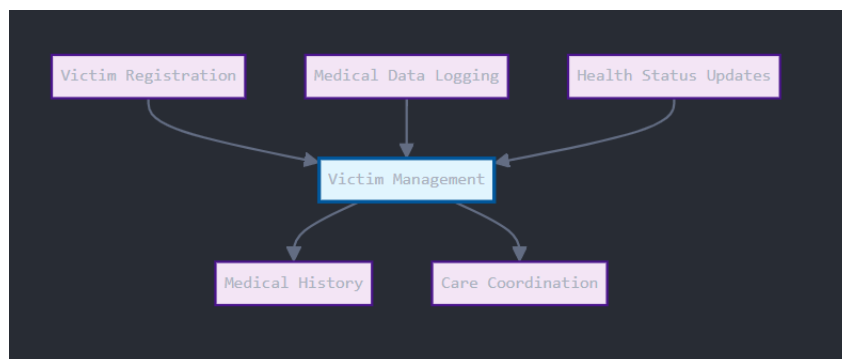 Victim Registration
Medical Data Logging
Health Status Updates
Victim Management
Medical History
Care Coordination